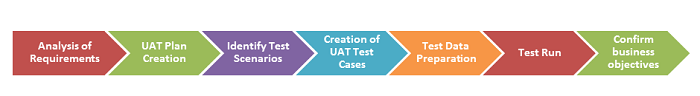 Analysis of
Requirements
UAT Plan
Creation
Identify Test
Scenarios
Creation of
UAT Test
Cases
Test Data
Preparation
Test Run
Confirm
business
objectives